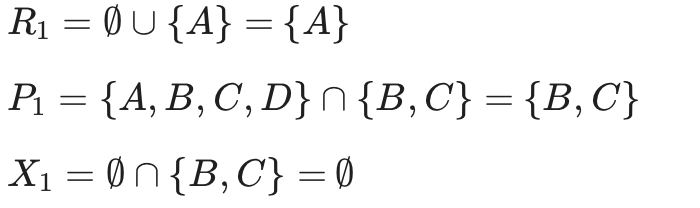 R₁ = ∅ ∪ {A} = {A}
P₁ = {A, B, C, D} ∩ {B, C} = {B, C}
X₁ = ∅ ∩ {B, C} = ∅